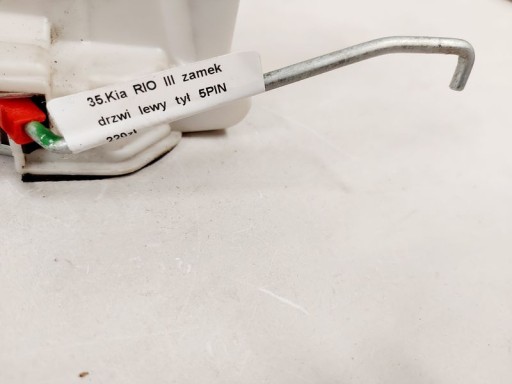 35.Kia RIO III zamek
drzwi lewy tył 5PIN